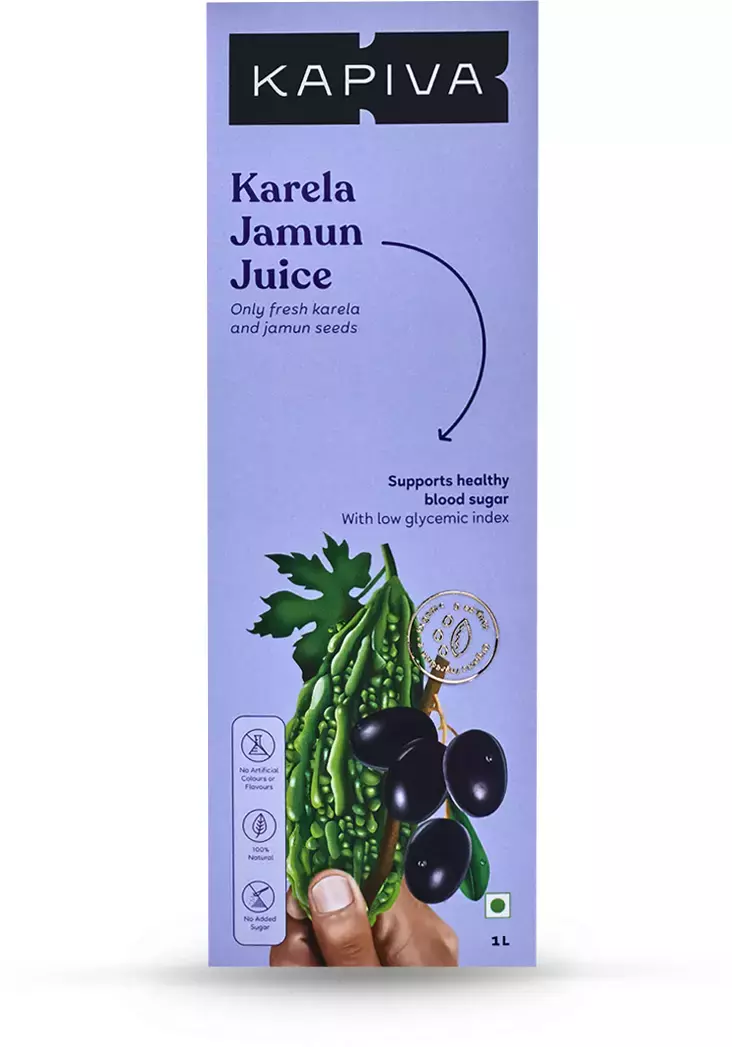 KAPIVA
Karela
Jamun
Juice
Only fresh karela
and jamun seeds
Supports healthy
blood sugar
With low glycemic index
No Artificial
Colours or
Flavours
100%
Natural
No Added
Sugar
1L